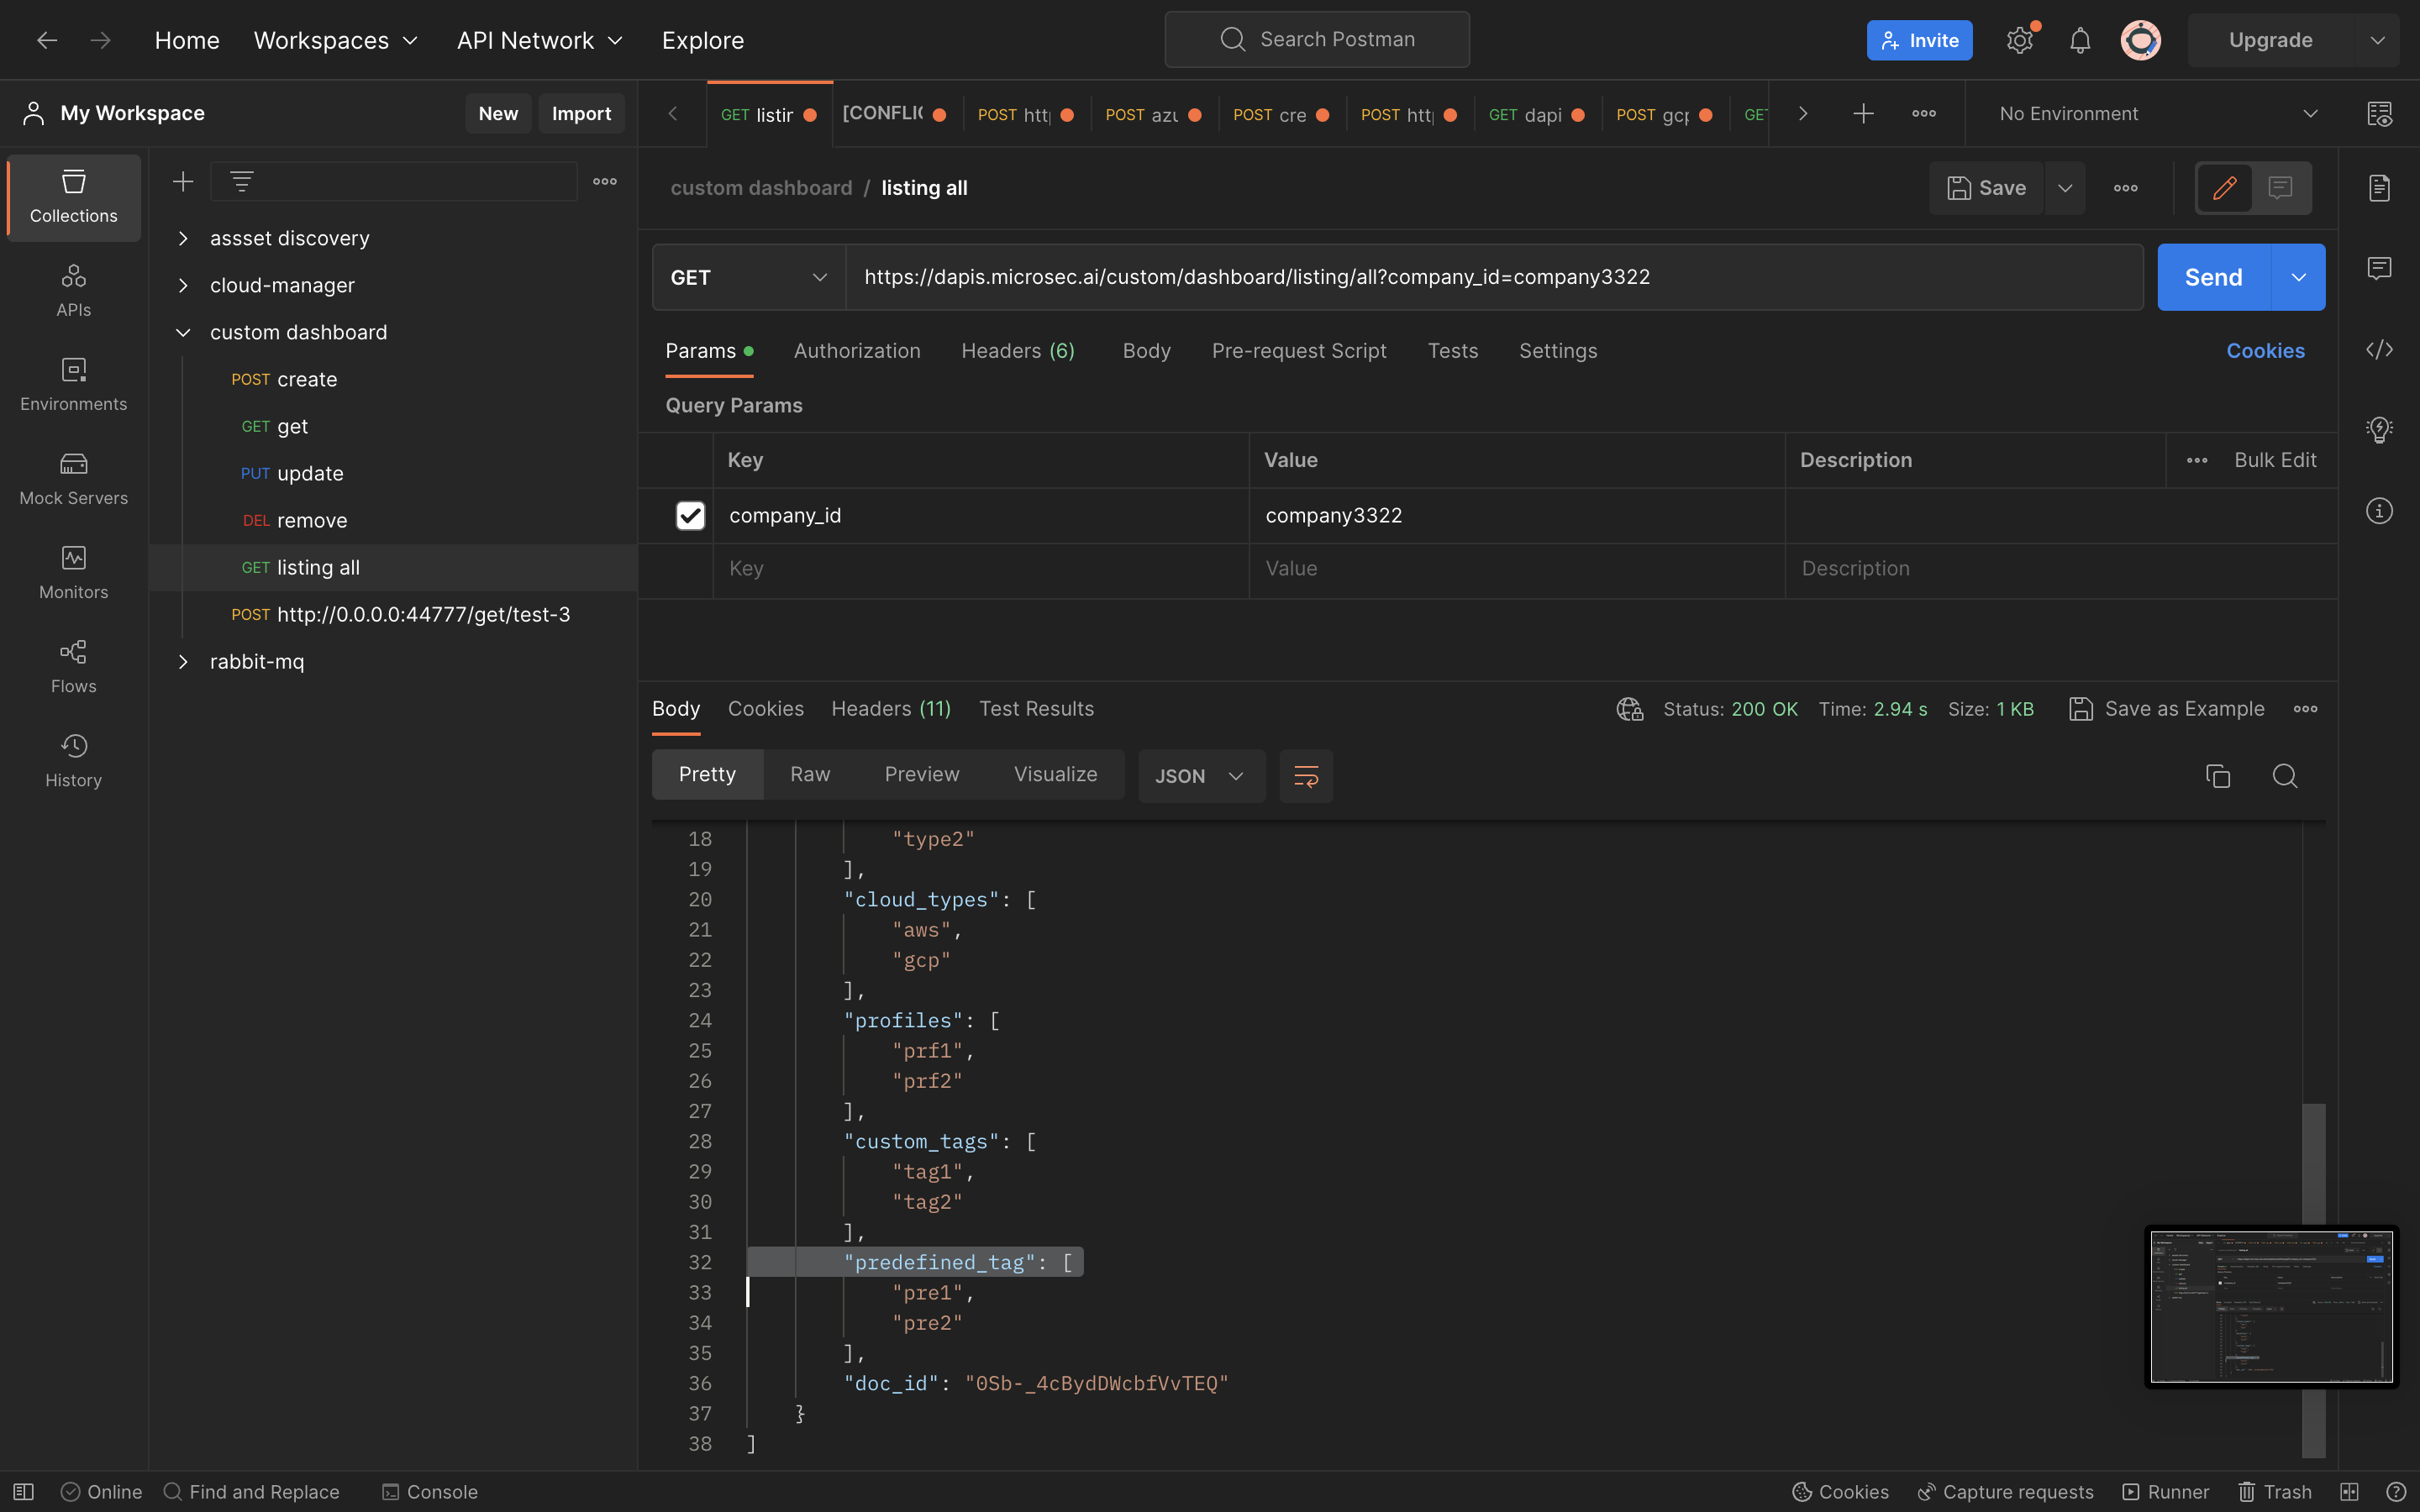 Home Workspaces API Network Explore Search Postman Invite Upgrade
My Workspace New Import GET listir [CONFLIC POST htt POST azu POST cre POST htt GET dapi POST gcp GET No Environment
Collections
APIs
Environments
Mock Servers
Monitors
Flows
History
assset discovery
cloud-manager
custom dashboard
POST create
GET get
PUT update
DEL remove
GET listing all
POST http://0.0.0.0:44777/get/test-3
rabbit-mq
custom dashboard / listing all Save
GET https://dapis.microsec.ai/custom/dashboard/listing/all?company_id=company3322 Send
Params Authorization Headers (6) Body Pre-request Script Tests Settings Cookies
Query Params
Key Value Description Bulk Edit
company_id company3322
Key Value Description
Body Cookies Headers (11) Test Results Status: 200 OK Time: 2.94 s Size: 1 KB Save as Example
Pretty Raw Preview Visualize JSON
18 "type2"
19 ],
20 "cloud_types": [
21 "aws",
22 "gcp"
23 ],
24 "profiles": [
25 "prf1",
26 "prf2"
27 ],
28 "custom_tags": [
29 "tag1",
30 "tag2"
31 ],
32 "predefined_tag": [
33 "pre1",
34 "pre2"
35 ],
36 "doc_id": "0Sb-_4cBydDWcbfVvTEQ"
37 }
38 ]
Online Find and Replace Console Cookies Capture requests Runner Trash